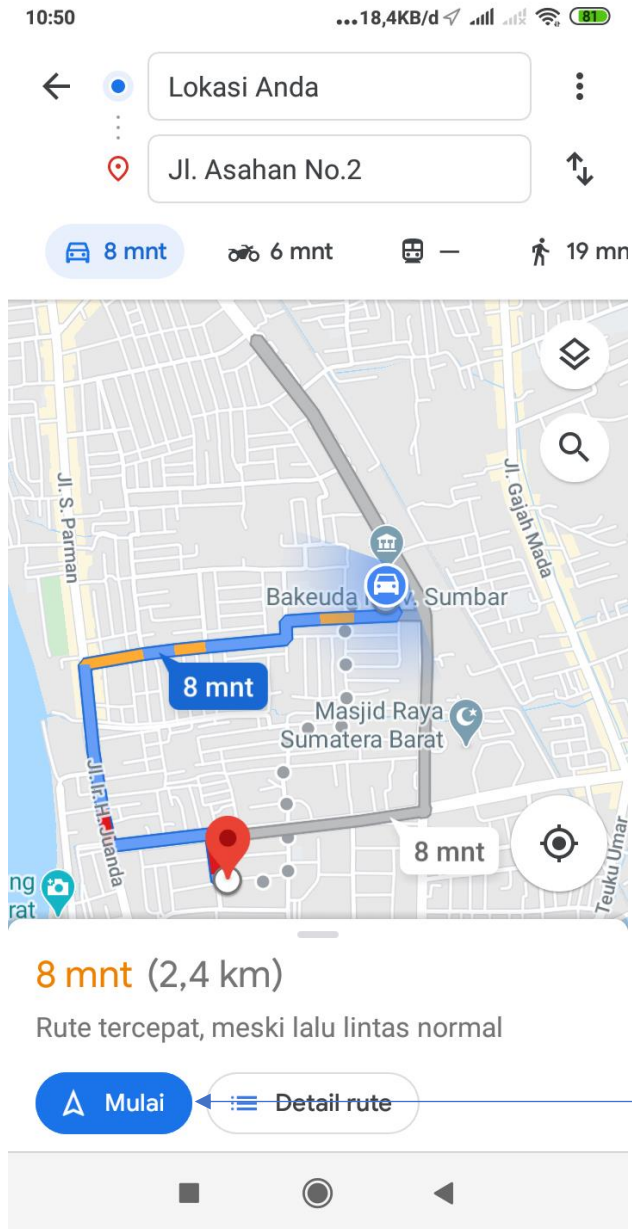 10:50
...18,4KB/d
81
Lokasi Anda
Jl. Asahan No.2
8 mnt
6 mnt
—
19 mn
Jl. S. Parman
Jl. Gajah Mada
Bakeuda
v. Sumbar
8 mnt
Masjid Raya
Sumatera Barat
Jl. Ir. H. Juanda
8 mnt
Teuku Umar
ng
rat
8 mnt (2,4 km)
Rute tercepat, meski lalu lintas normal
Mulai
Detail rute